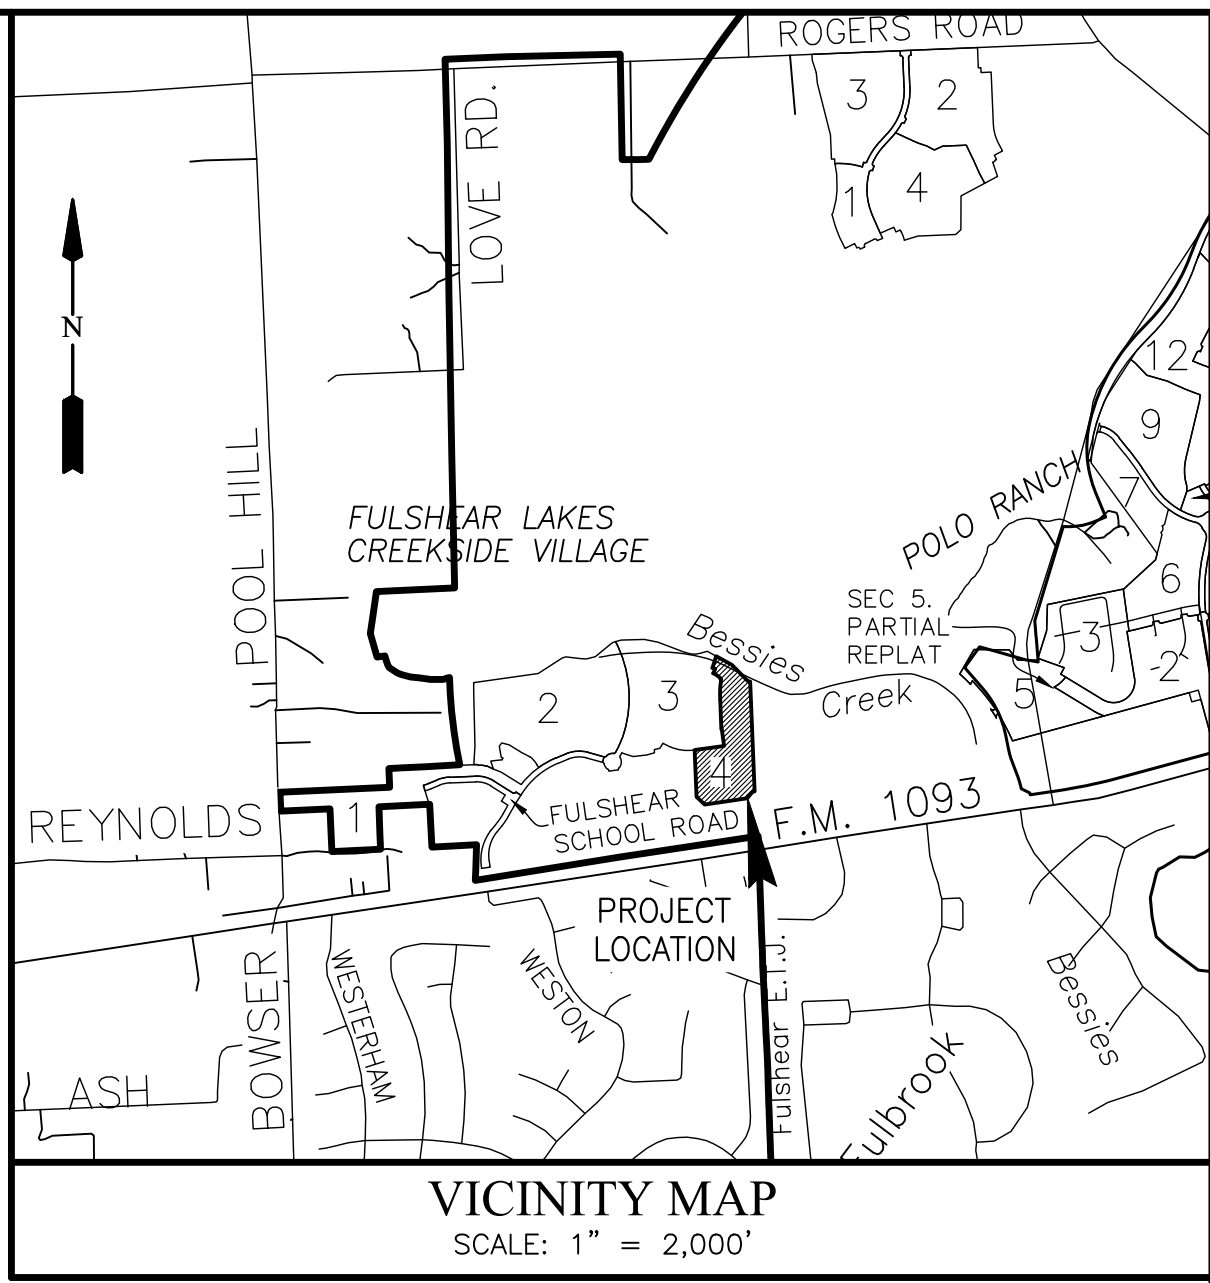 ROGERS ROAD
3
2
1
4
LOVE RD.
N
12
9
7
POOL HILL
POLO RANCH
FULSHEAR LAKES
CREEKSIDE VILLAGE
6
SEC 5.
PARTIAL
REPLAT
3
2
5
Bessies
Creek
2
3
4
REYNOLDS
1
FULSHEAR
SCHOOL ROAD
F.M. 1093
PROJECT
LOCATION
BOWSER
WESTERHAM
WESTON
Fulshear E.T.J.
Bessies
Fulbrook
ASH
VICINITY MAP
SCALE: 1" = 2,000'